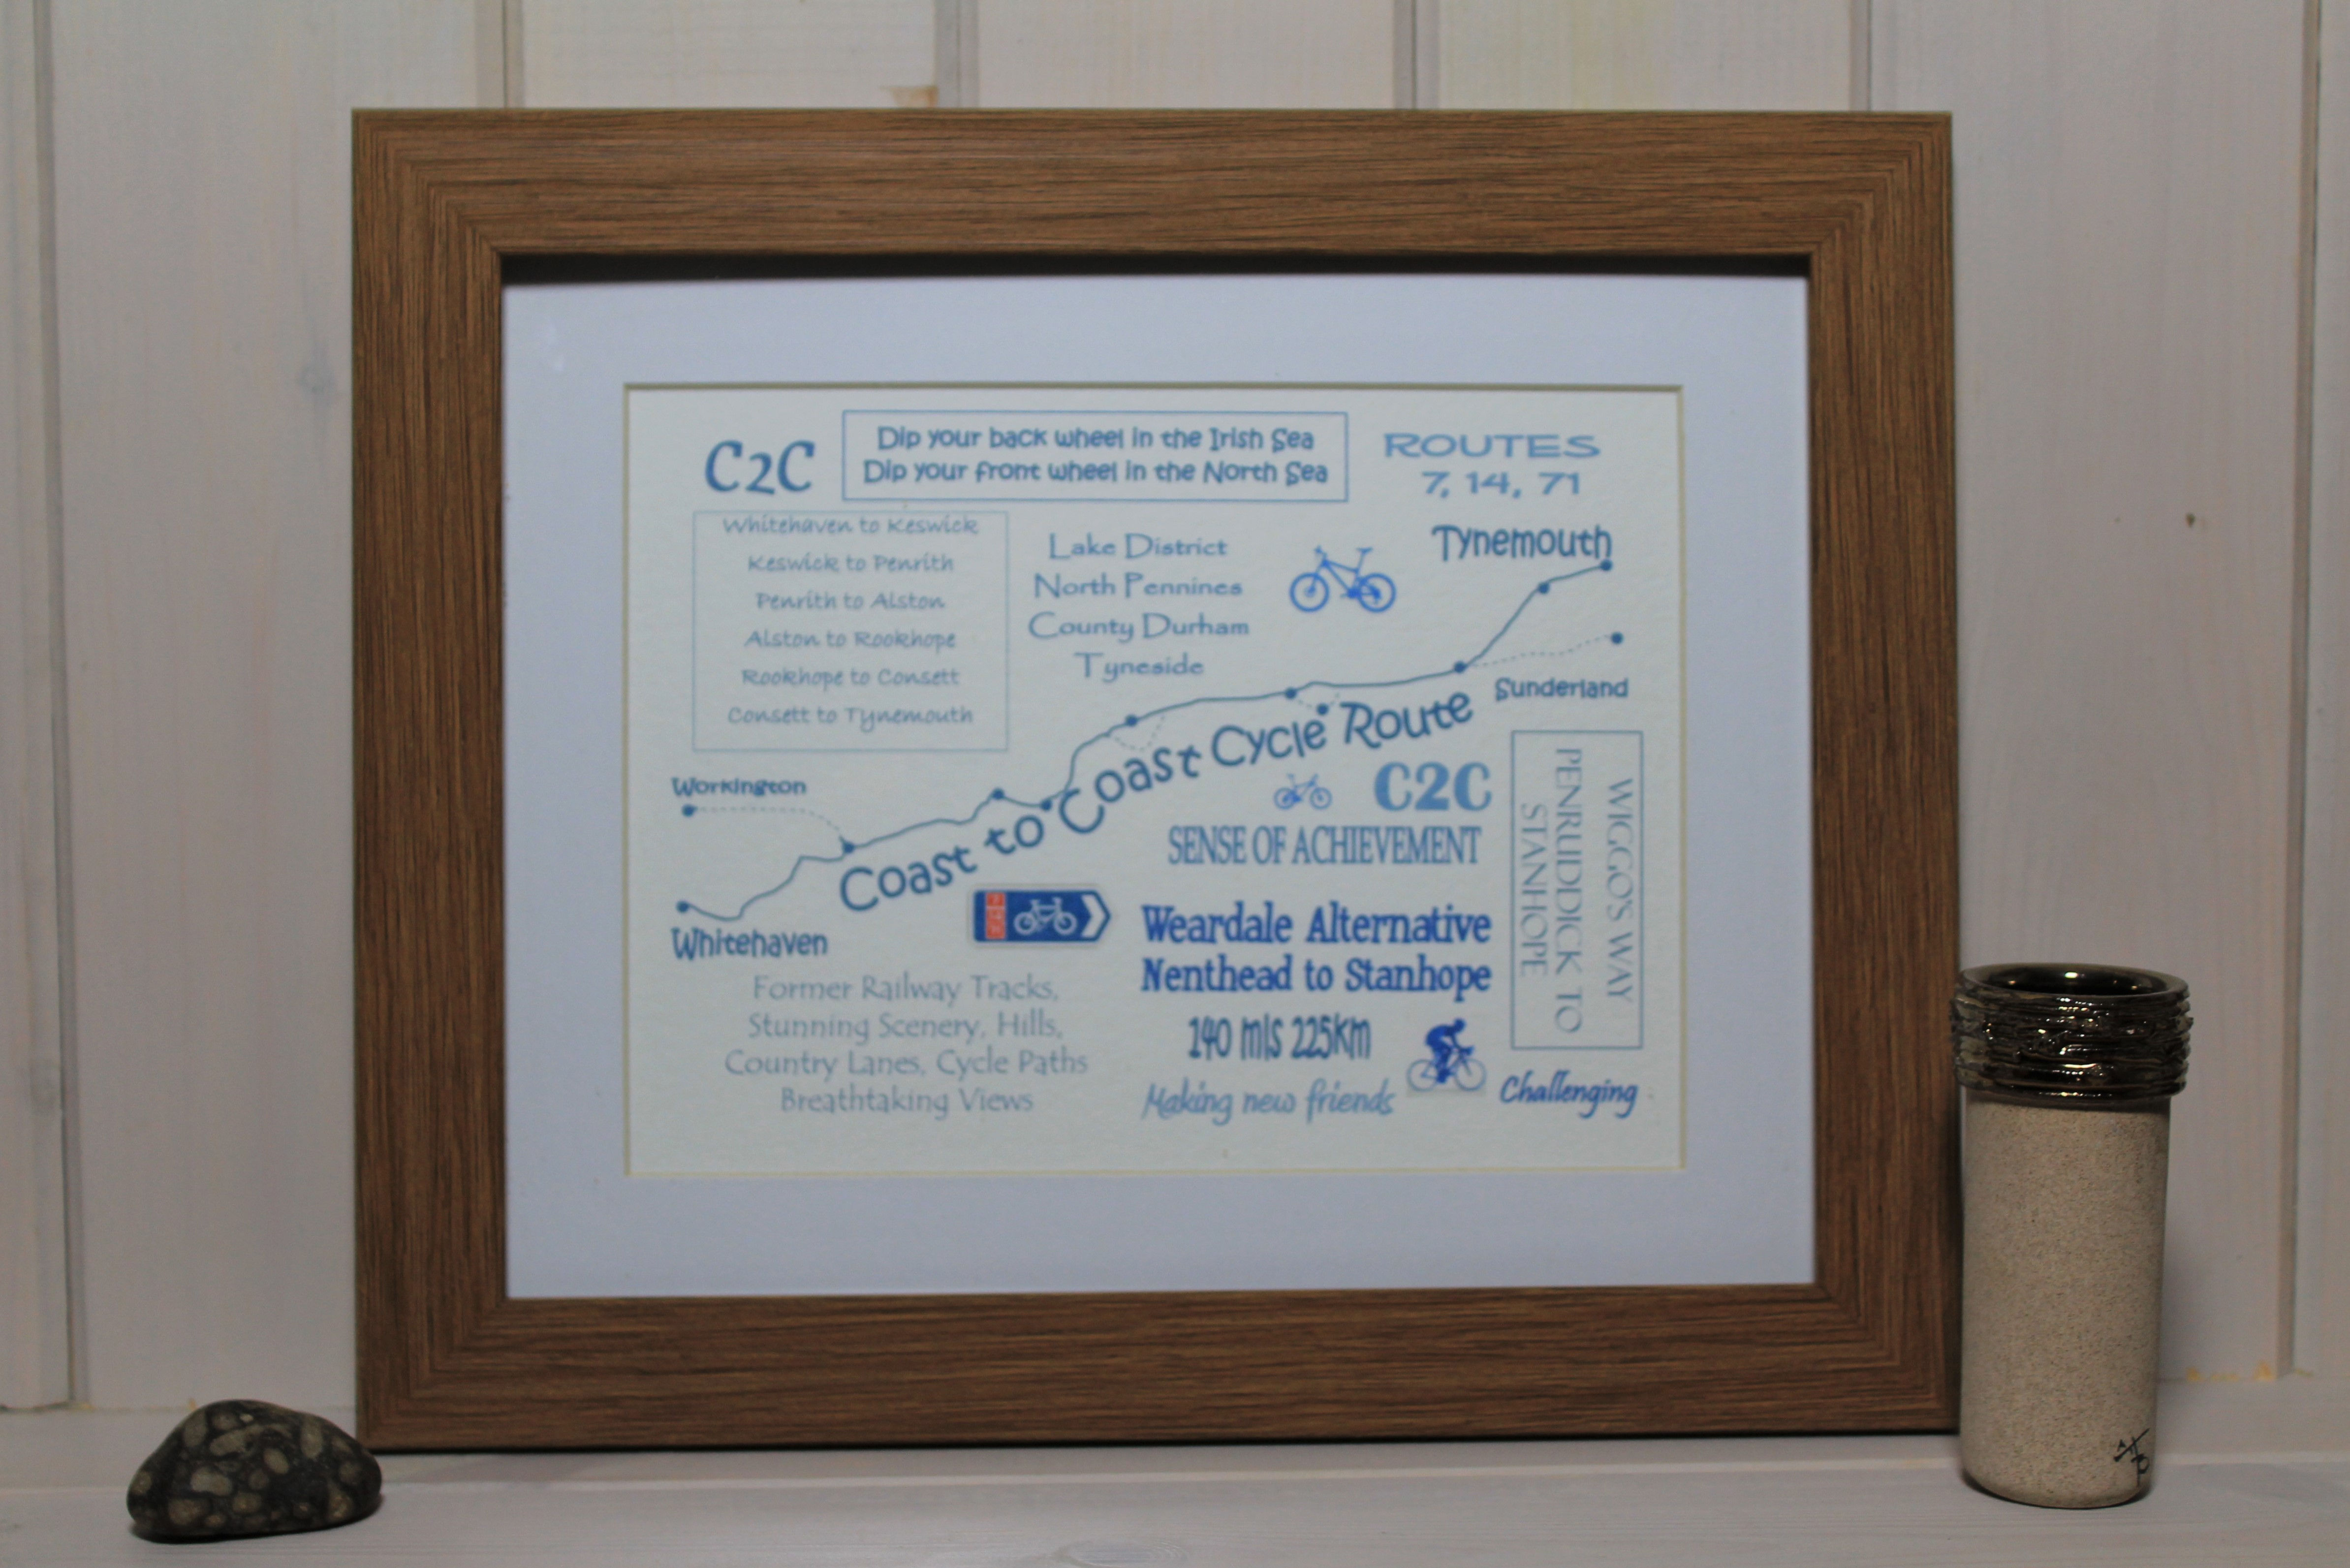 C2C
Dip your back wheel in the Irish Sea
Dip your front wheel in the North Sea
ROUTES
7, 14, 71
Whitehaven to Keswick
Keswick to Penrith
Penrith to Alston
Alston to Rookhope
Rookhope to Consett
Consett to Tynemouth
Lake District
North Pennines
County Durham
Tyneside
Tynemouth
Sunderland
Workington
Whitehaven
Coast to Coast Cycle Route
C2C
SENSE OF ACHIEVEMENT
WIGGO'S WAY
PENRUDDICK TO
STANHOPE
Weardale Alternative
Nenthead to Stanhope
140 mls 225km
Former Railway Tracks,
Stunning Scenery, Hills,
Country Lanes, Cycle Paths
Breathtaking Views
Making new friends
Challenging